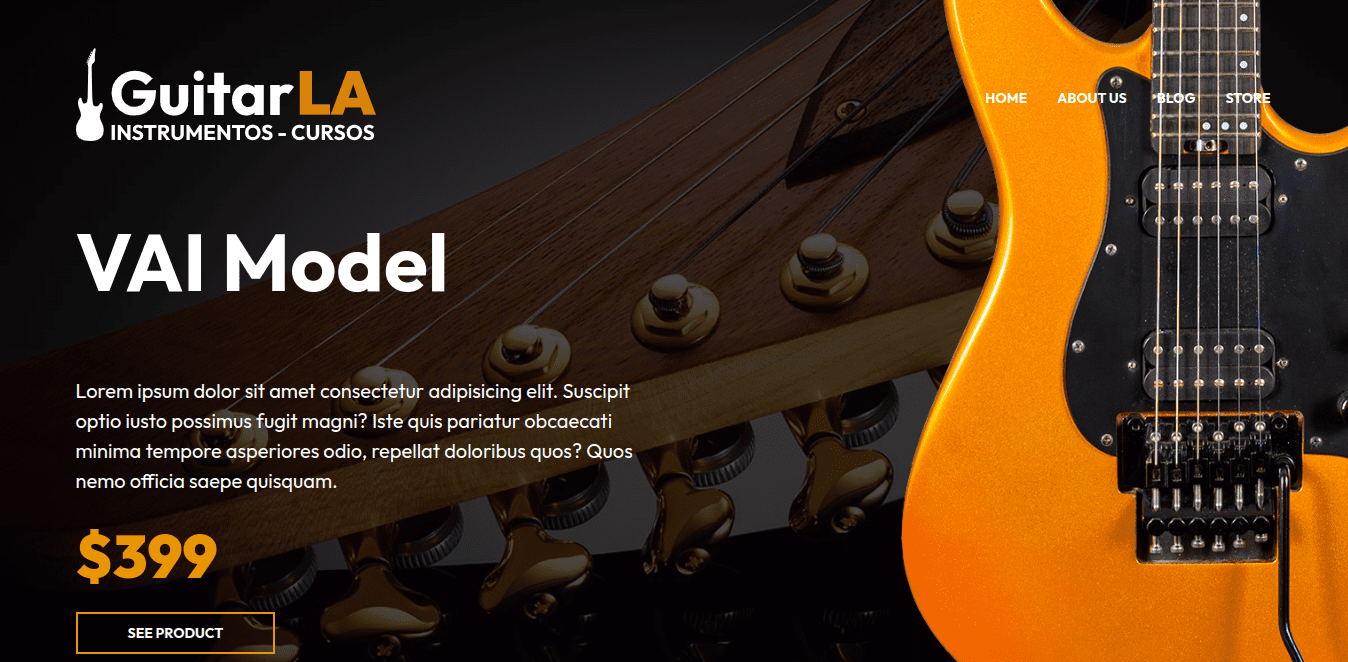 GuitarLA
INSTRUMENTOS - CURSOS
HOME ABOUT US BLOG STORE
VAI Model
Lorem ipsum dolor sit amet consectetur adipisicing elit. Suscipit
optio iusto possimus fugit magni? Iste quis pariatur obcaecati
minima tempore asperiores odio, repellat doloribus quos? Quos
nemo officia saepe quisquam.
$399
SEE PRODUCT